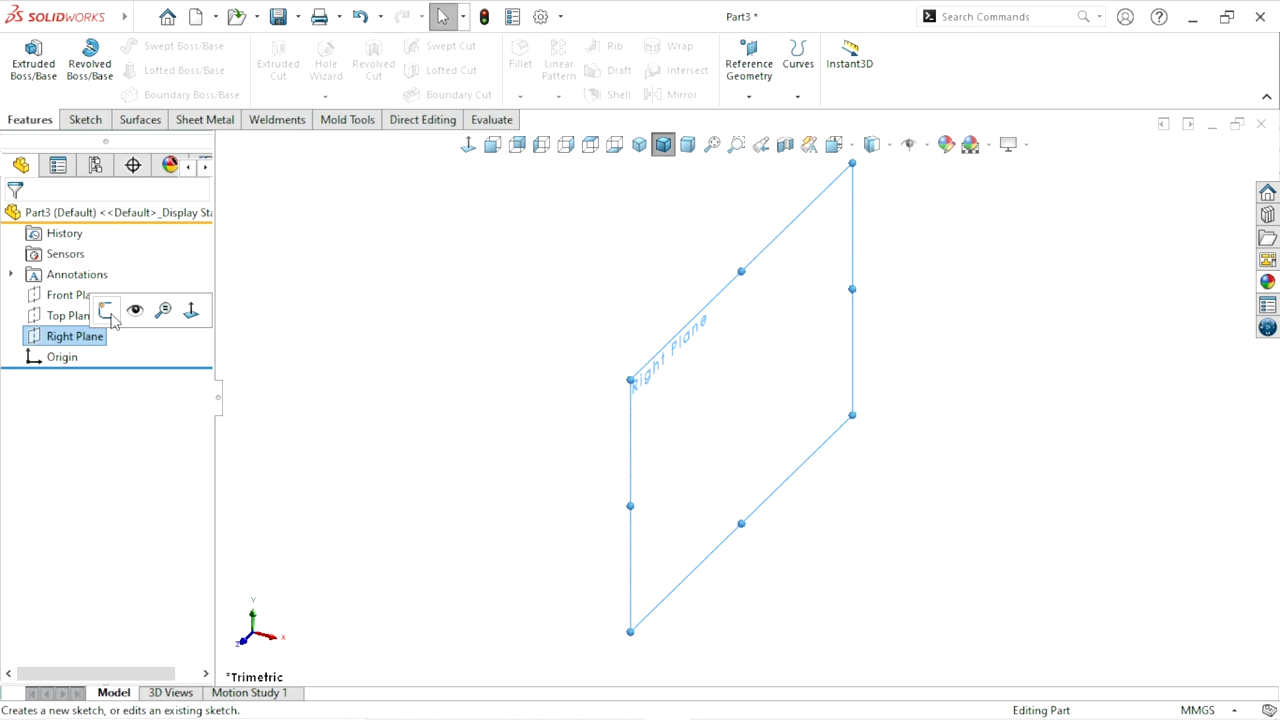 SOLIDWORKS
Part3 *
Search Commands
Extruded Boss/Base
Revolved Boss/Base
Swept Boss/Base
Lofted Boss/Base
Boundary Boss/Base
Extruded Cut
Hole Wizard
Revolved Cut
Swept Cut
Lofted Cut
Boundary Cut
Fillet
Linear Pattern
Rib
Draft
Shell
Wrap
Intersect
Mirror
Reference Geometry
Curves
Instant3D
Features
Sketch
Surfaces
Sheet Metal
Weldments
Mold Tools
Direct Editing
Evaluate
Part3 (Default) <<Default>_Display Sta
History
Sensors
Annotations
Front Pla
Top Plan
Right Plane
Origin
Right Plane
Y
X
Z
*Trimetric
Model
3D Views
Motion Study 1
Creates a new sketch, or edits an existing sketch.
Editing Part
MMGS